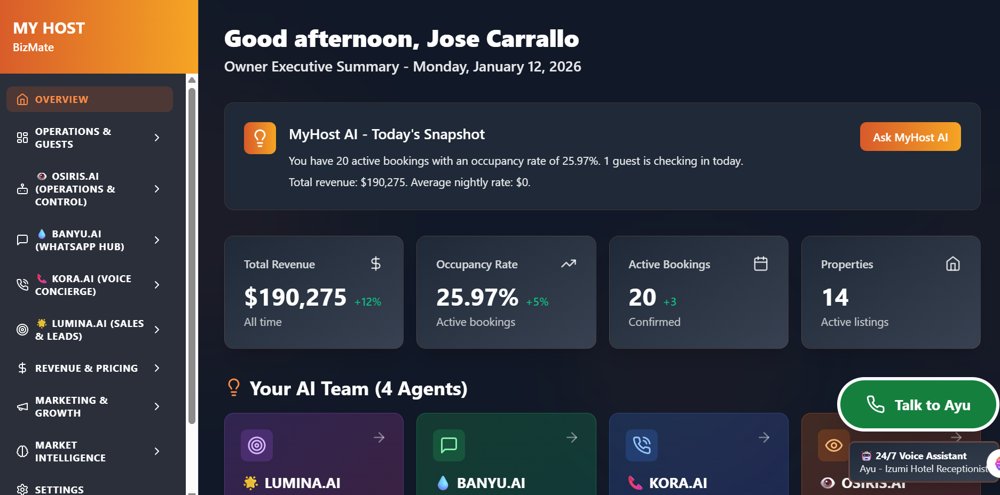 MY HOST
BizMate
OVERVIEW
OPERATIONS &
GUESTS
OSIRIS.AI
(OPERATIONS &
CONTROL)
BANYU.AI
(WHATSAPP HUB)
KORA.AI (VOICE
CONCIERGE)
LUMINA.AI (SALES
& LEADS)
REVENUE & PRICING
MARKETING &
GROWTH
MARKET
INTELLIGENCE
SETTINGS
Good afternoon, Jose Carrallo
Owner Executive Summary - Monday, January 12, 2026
MyHost AI - Today's Snapshot
You have 20 active bookings with an occupancy rate of 25.97%. 1 guest is checking in today.
Total revenue: $190,275. Average nightly rate: $0.
Ask MyHost AI
Total Revenue
$190,275 +12%
All time
Occupancy Rate
25.97% +5%
Active bookings
Active Bookings
20 +3
Confirmed
Properties
14
Active listings
Your AI Team (4 Agents)
LUMINA.AI
BANYU.AI
KORA.AI
OSIRIS.AI
Talk to Ayu
24/7 Voice Assistant
Ayu - Izumi Hotel Receptionist